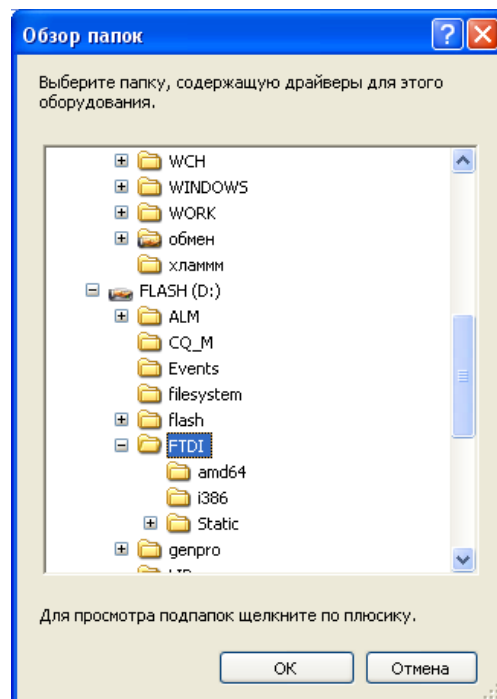 Обзор папок
Выберите папку, содержащую драйверы для этого
оборудования.
WCH
WINDOWS
WORK
обмен
хламмм
FLASH (D:)
ALM
CQ_M
Events
filesystem
flash
FTDI
amd64
i386
Static
genpro
Для просмотра подпапок щелкните по плюсику.
ОК
Отмена